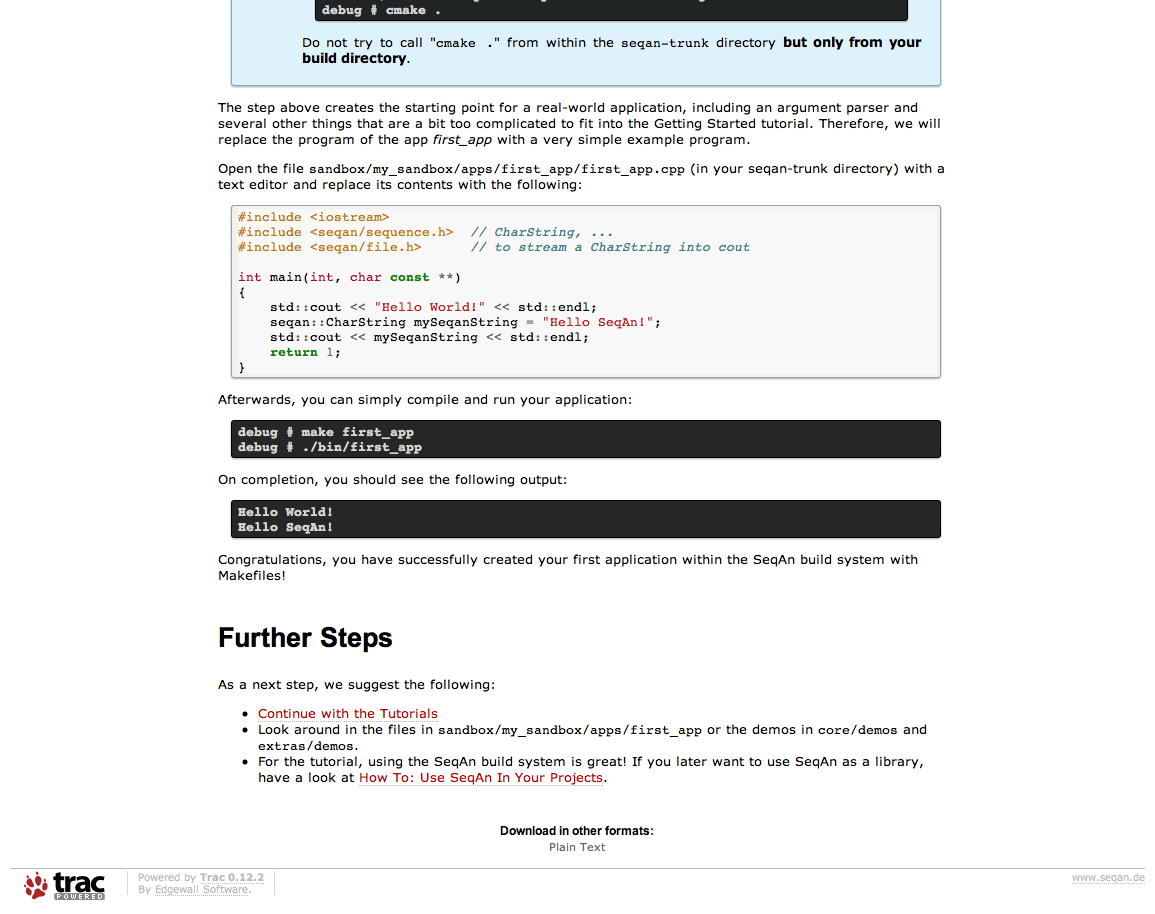 debug # cmake .
Do not try to call "cmake ." from within the seqan-trunk directory but only from your
build directory.
The step above creates the starting point for a real-world application, including an argument parser and
several other things that are a bit too complicated to fit into the Getting Started tutorial. Therefore, we will
replace the program of the app first_app with a very simple example program.
Open the file sandbox/my_sandbox/apps/first_app/first_app.cpp (in your seqan-trunk directory) with a
text editor and replace its contents with the following:
#include <iostream>
#include <seqan/sequence.h>  // CharString, ...
#include <seqan/file.h>      // to stream a CharString into cout
int main(int, char const **)
{
    std::cout << "Hello World!" << std::endl;
    seqan::CharString mySeqanString = "Hello SeqAn!";
    std::cout << mySeqanString << std::endl;
    return 1;
}
Afterwards, you can simply compile and run your application:
debug # make first_app
debug # ./bin/first_app
On completion, you should see the following output:
Hello World!
Hello SeqAn!
Congratulations, you have successfully created your first application within the SeqAn build system with
Makefiles!
Further Steps
As a next step, we suggest the following:
• Continue with the Tutorials
• Look around in the files in sandbox/my_sandbox/apps/first_app or the demos in core/demos and
extras/demos.
• For the tutorial, using the SeqAn build system is great! If you later want to use SeqAn as a library,
have a look at How To: Use SeqAn In Your Projects.
Download in other formats:
Plain Text
trac
POWERED
Powered by Trac 0.12.2
By Edgewall Software.
www.seqan.de